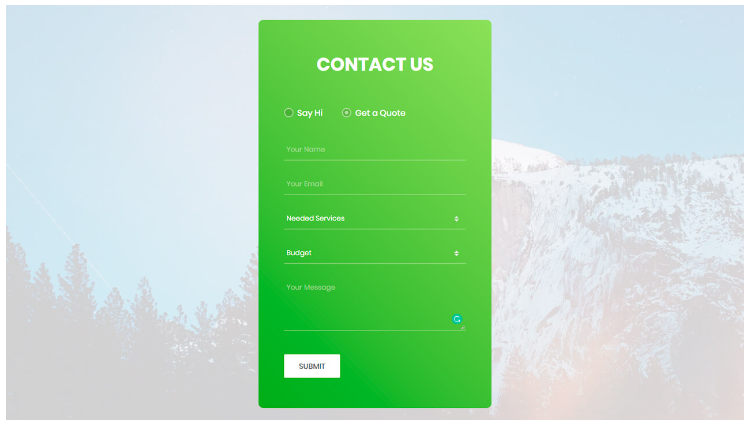 CONTACT US
Say Hi Get a Quote
Your Name
Your Email
Needed Services
Budget
Your Message
SUBMIT